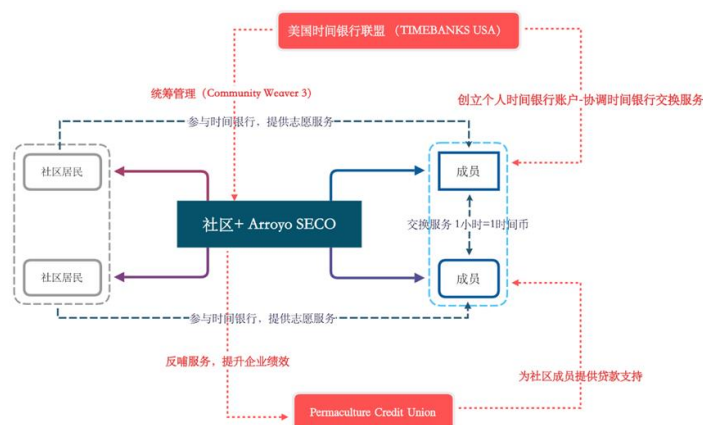 美国时间银行联盟 （TIMEBANKS USA）
统筹管理（Community Weaver 3）
创立个人时间银行账户-协调时间银行交换服务
参与时间银行，提供志愿服务
社区居民
成员
社区+ Arroyo SECO
交换服务 1小时=1时间币
社区居民
成员
参与时间银行，提供志愿服务
反哺服务，提升企业绩效
为社区成员提供贷款支持
Permaculture Credit Union